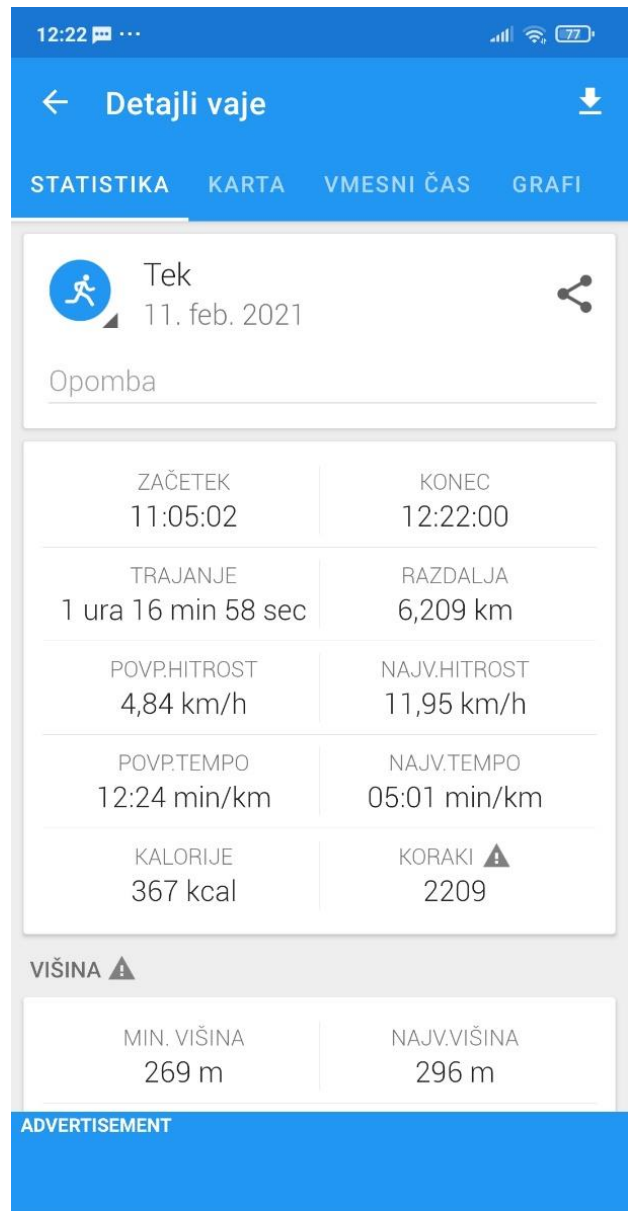 12:22 ...
77
Detajli vaje
STATISTIKA KARTA VMESNI ČAS GRAFI
Tek
11. feb. 2021
Opomba
ZAČETEK KONEC
11:05:02 12:22:00
TRAJANJE RAZDALJA
1 ura 16 min 58 sec 6,209 km
POVP.HITROST NAJV.HITROST
4,84 km/h 11,95 km/h
POVP.TEMPO NAJV.TEMPO
12:24 min/km 05:01 min/km
KALORIJE KORAKI
367 kcal 2209
VIŠINA
MIN. VIŠINA NAJV.VIŠINA
269 m 296 m
ADVERTISEMENT